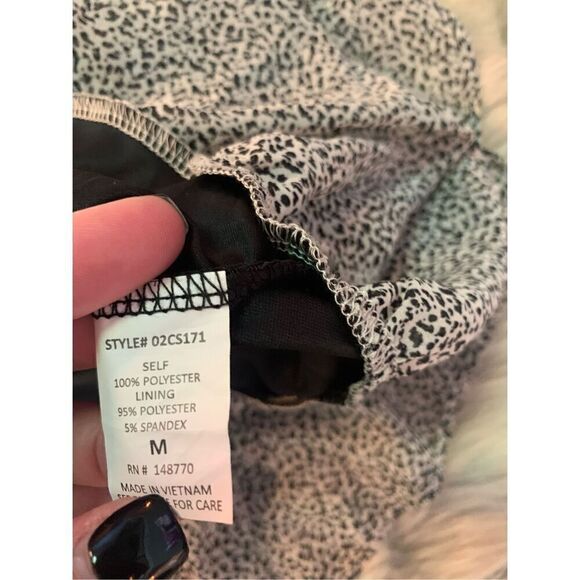 STYLE# 02CS171
SELF
100% POLYESTER
LINING
95% POLYESTER
5% SPANDEX
M
RN # 148770
MADE IN VIETNAM
FOR CARE